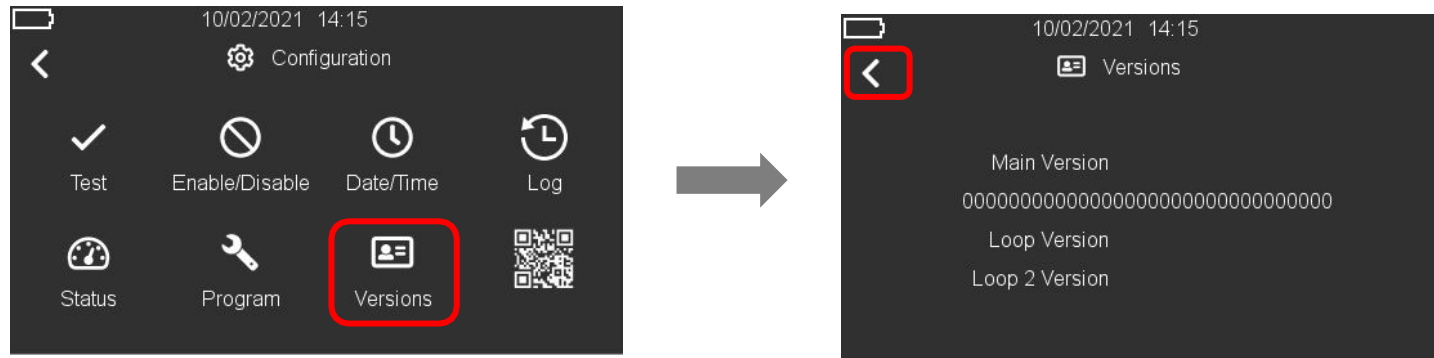 10/02/2021 14:15
Configuration
Test Enable/Disable Date/Time Log
Status Program Versions
10/02/2021 14:15
Versions
Main Version
00000000000000000000000000000000
Loop Version
Loop 2 Version